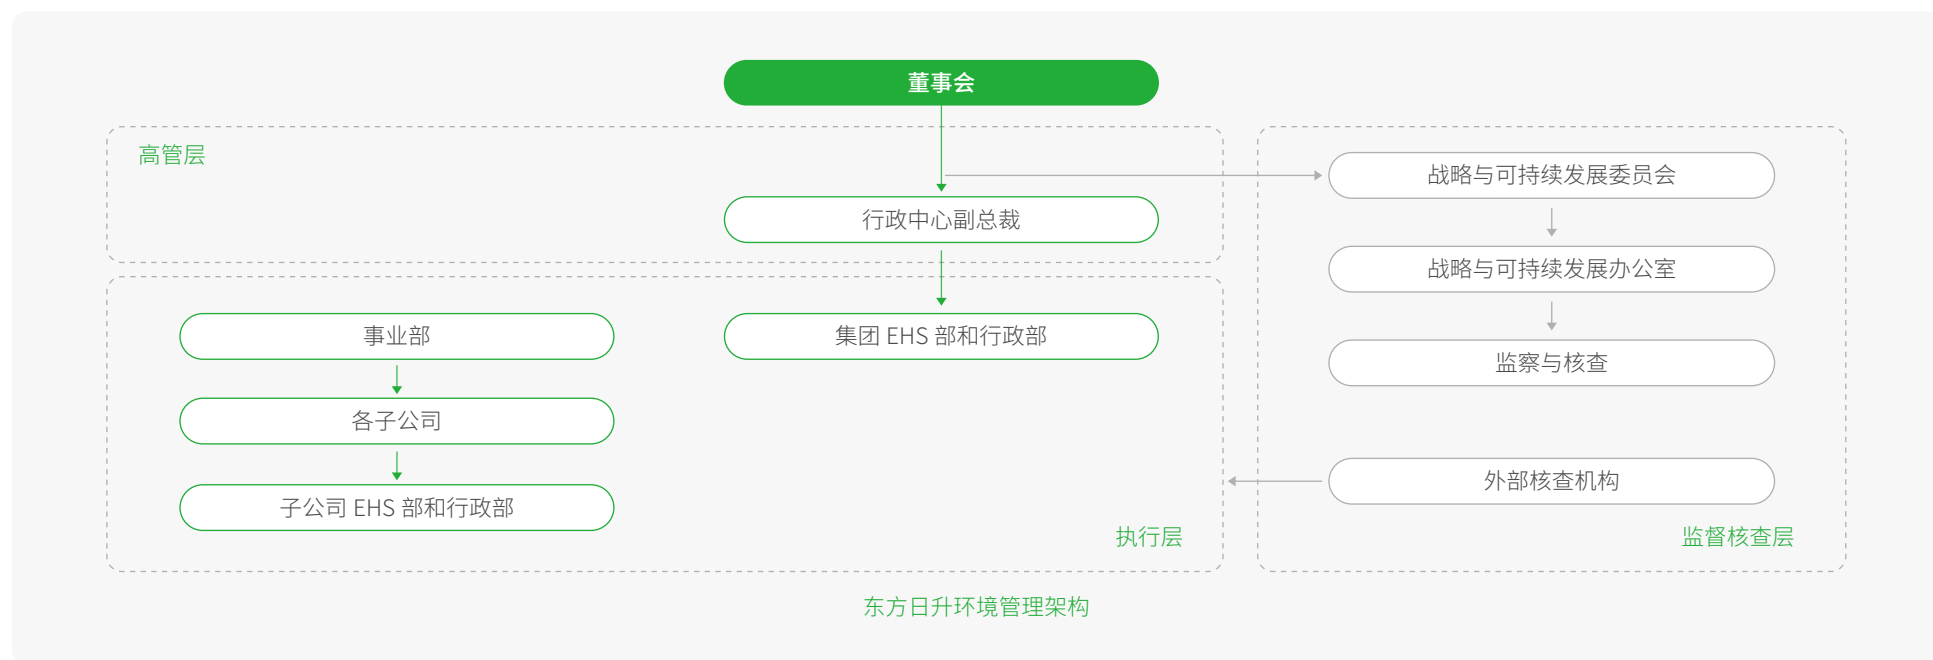 董事会
高管层
行政中心副总裁
事业部
集团 EHS 部和行政部
各子公司
子公司 EHS 部和行政部
执行层
战略与可持续发展委员会
战略与可持续发展办公室
监察与核查
外部核查机构
监督核查层
东方日升环境管理架构